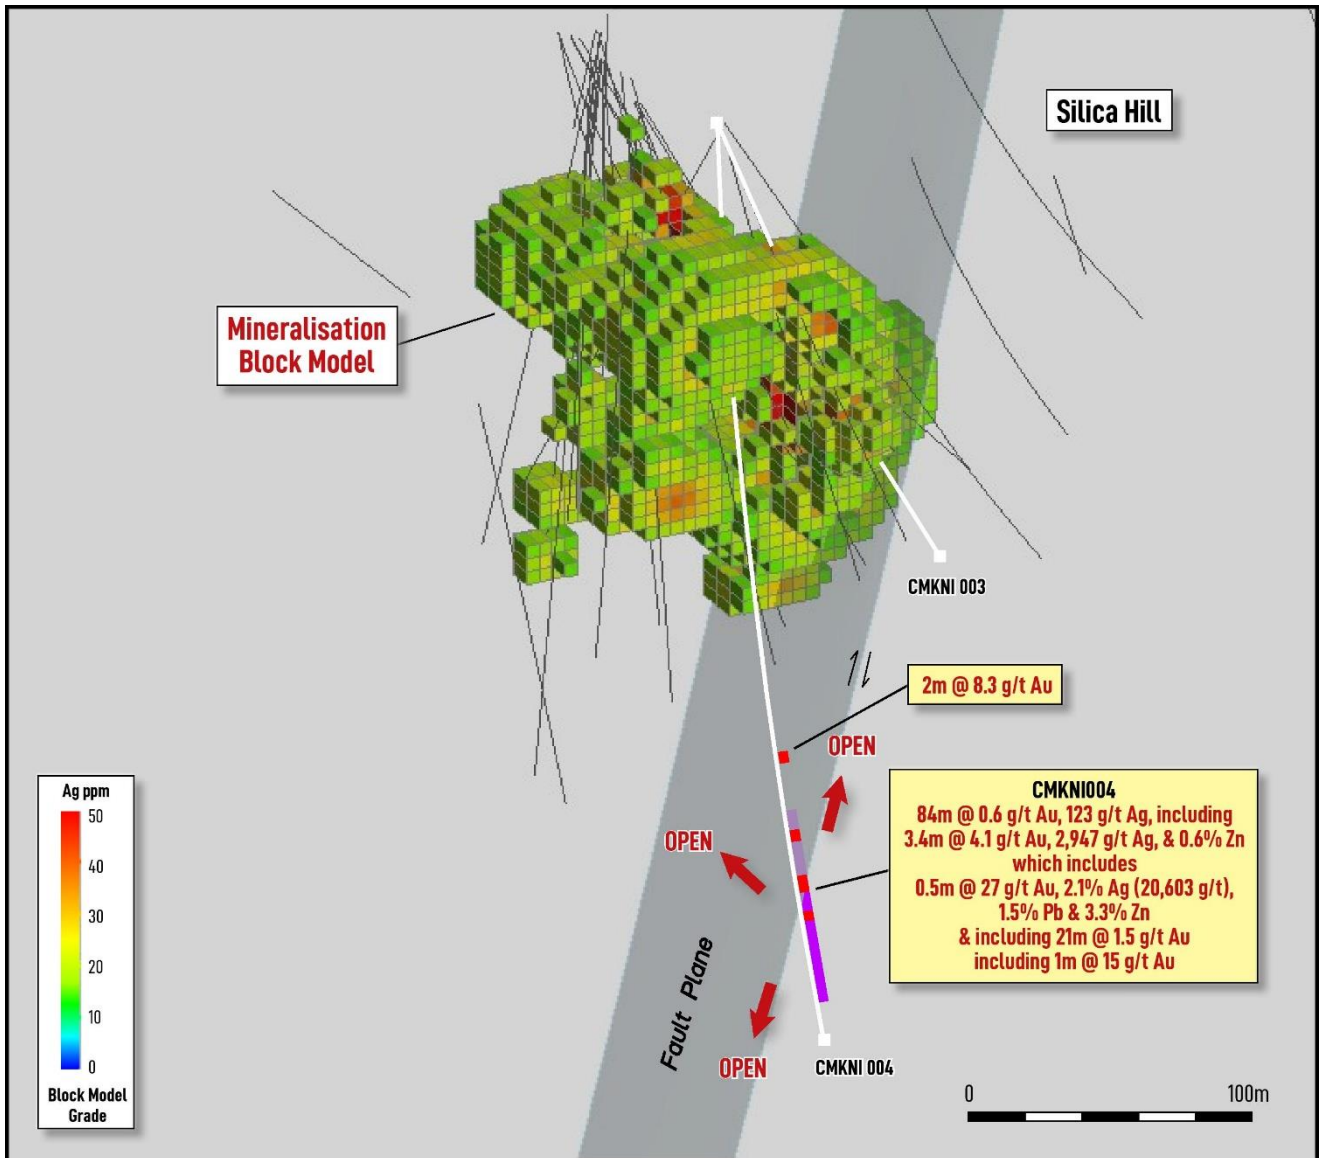 Silica Hill
Mineralisation
Block Model
CMKNI 003
2m @ 8.3 g/t Au
OPEN
OPEN
OPEN
CMKNI004
84m @ 0.6 g/t Au, 123 g/t Ag, including
3.4m @ 4.1 g/t Au, 2,947 g/t Ag, & 0.6% Zn
which includes
0.5m @ 27 g/t Au, 2.1% Ag (20,603 g/t),
1.5% Pb & 3.3% Zn
& including 21m @ 1.5 g/t Au
including 1m @ 15 g/t Au
Fault Plane
CMKNI 004
Ag ppm
50
40
30
20
10
0
Block Model
Grade
0 100m